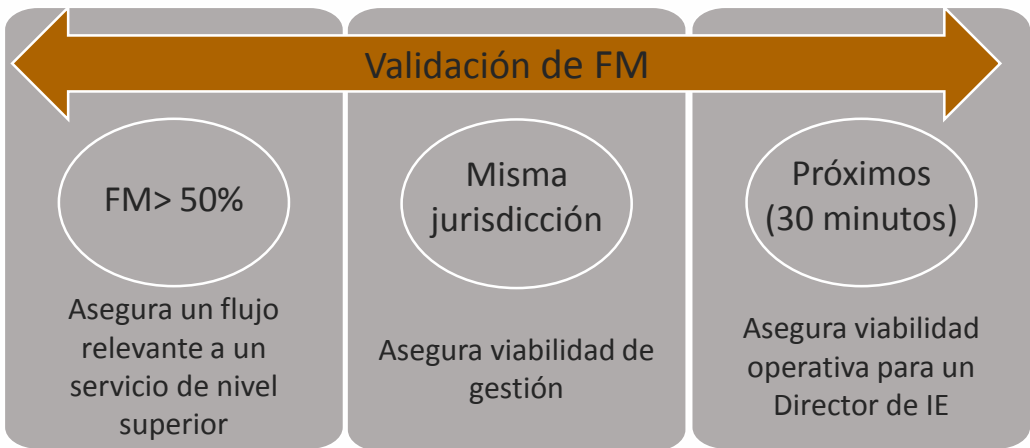 Validación de FM
FM> 50%
Asegura un flujo
relevante a un
servicio de nivel
superior
Misma
jurisdicción
Asegura viabilidad de
gestión
Próximos
(30 minutos)
Asegura viabilidad
operativa para un
Director de IE